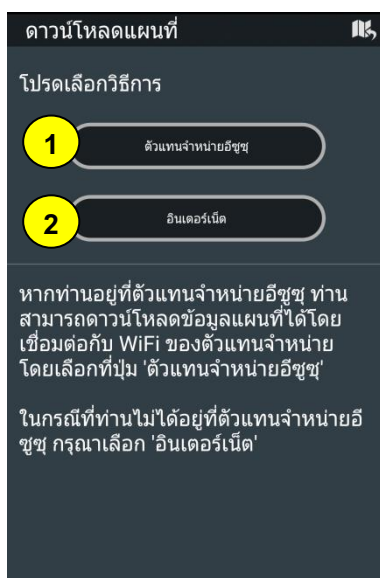 ดาวน์โหลดแผนที่
โปรดเลือกวิธีการ
1
ตัวแทนจำหน่ายอีซูซุ
2
อินเตอร์เน็ต
หากท่านอยู่ที่ตัวแทนจำหน่ายอีซูซุ ท่าน
สามารถดาวน์โหลดข้อมูลแผนที่ได้โดย
เชื่อมต่อกับ WiFi ของตัวแทนจำหน่าย
โดยเลือกที่ปุ่ม 'ตัวแทนจำหน่ายอีซูซุ'
ในกรณีที่ท่านไม่ได้อยู่ที่ตัวแทนจำหน่ายอี
ซูซุ กรุณาเลือก 'อินเตอร์เน็ต'